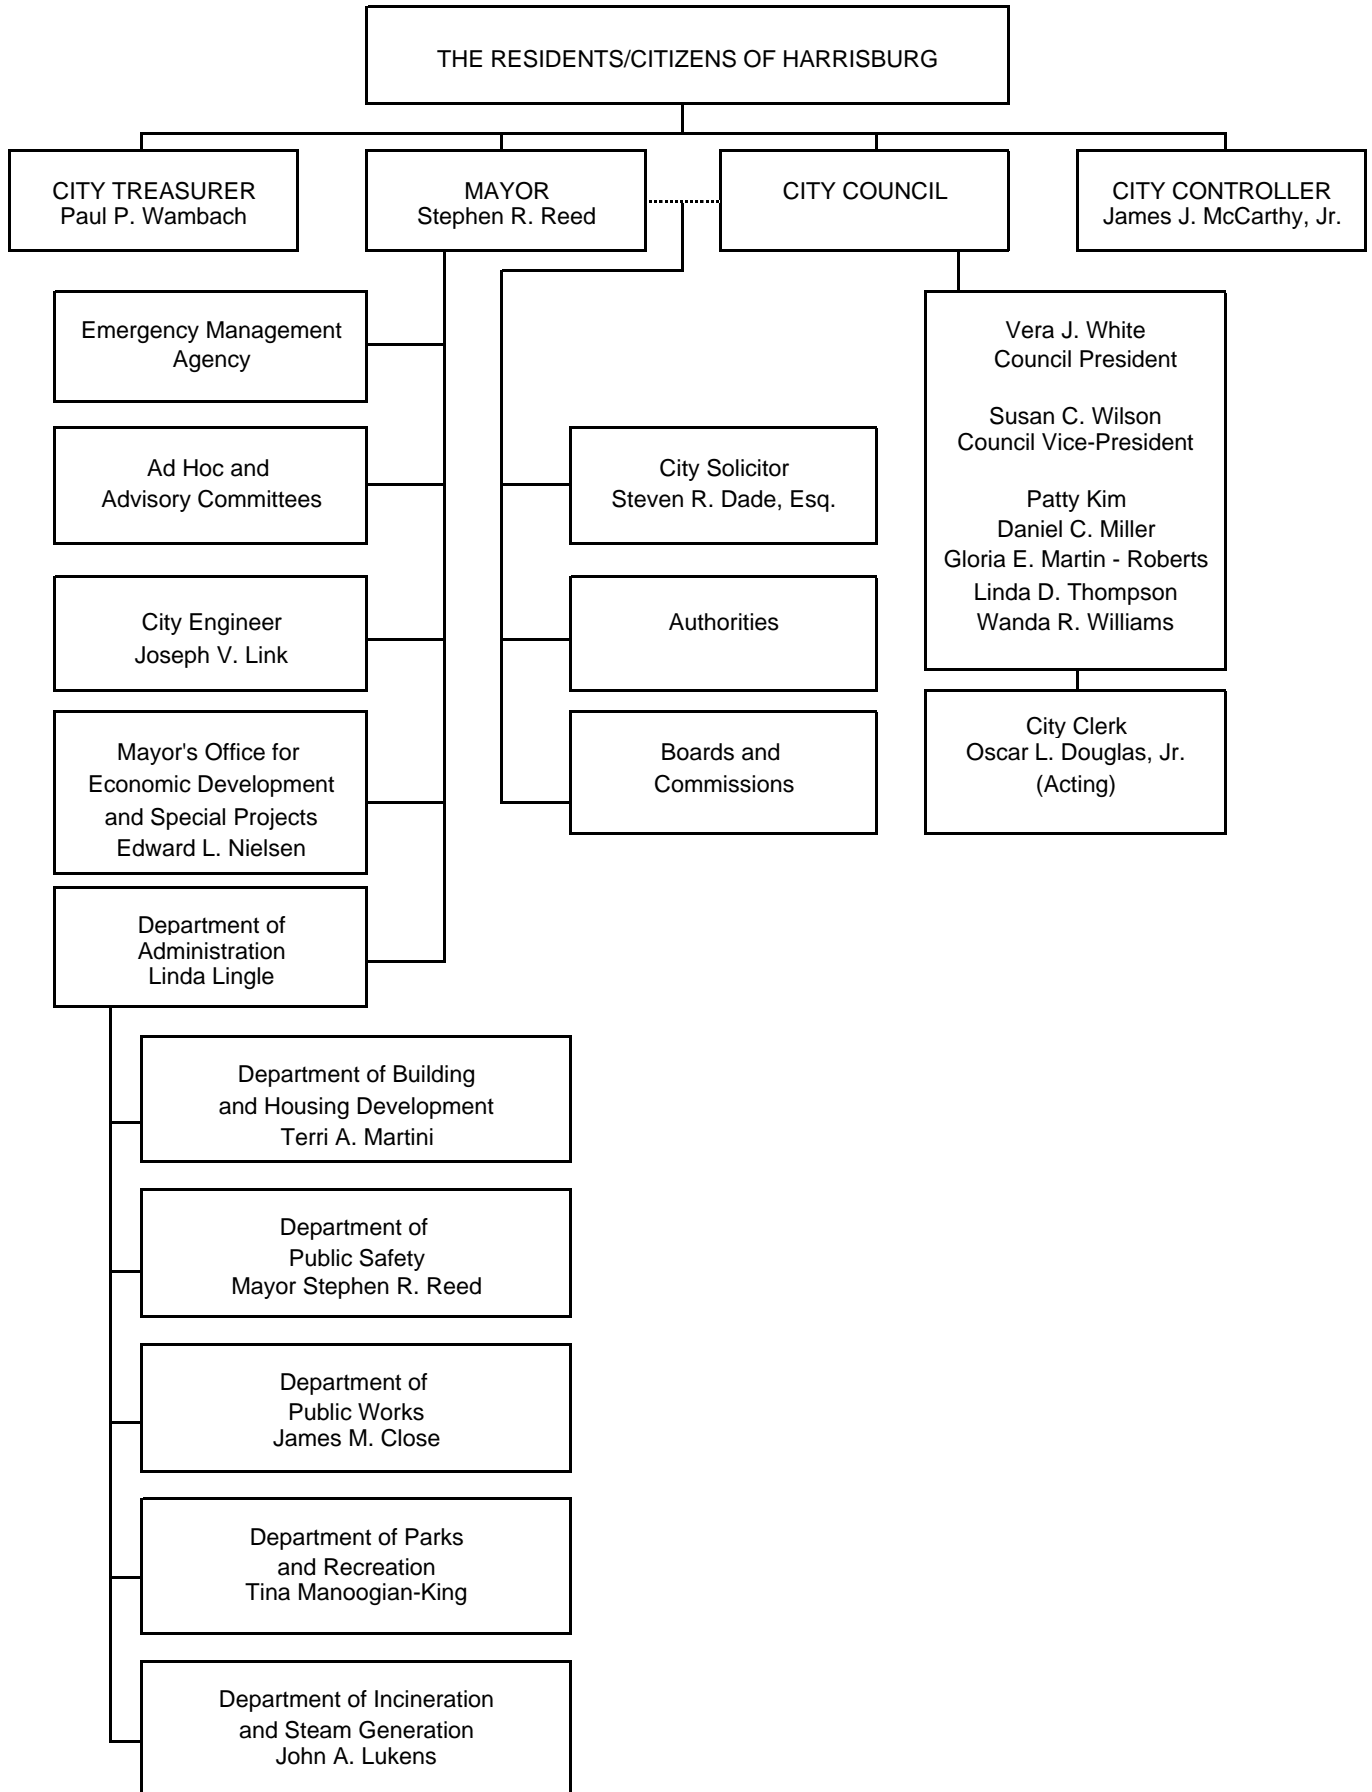 THE RESIDENTS/CITIZENS OF HARRISBURG
CITY TREASURER
Paul P. Wambach
MAYOR
Stephen R. Reed
CITY COUNCIL
CITY CONTROLLER
James J. McCarthy, Jr.
Emergency Management
Agency
Ad Hoc and
Advisory Committees
City Engineer
Joseph V. Link
Mayor's Office for
Economic Development
and Special Projects
Edward L. Nielsen
Department of
Administration
Linda Lingle
City Solicitor
Steven R. Dade, Esq.
Authorities
Boards and
Commissions
Vera J. White
Council President
Susan C. Wilson
Council Vice-President
Patty Kim
Daniel C. Miller
Gloria E. Martin - Roberts
Linda D. Thompson
Wanda R. Williams
City Clerk
Oscar L. Douglas, Jr.
(Acting)
Department of Building
and Housing Development
Terri A. Martini
Department of
Public Safety
Mayor Stephen R. Reed
Department of
Public Works
James M. Close
Department of Parks
and Recreation
Tina Manoogian-King
Department of Incineration
and Steam Generation
John A. Lukens